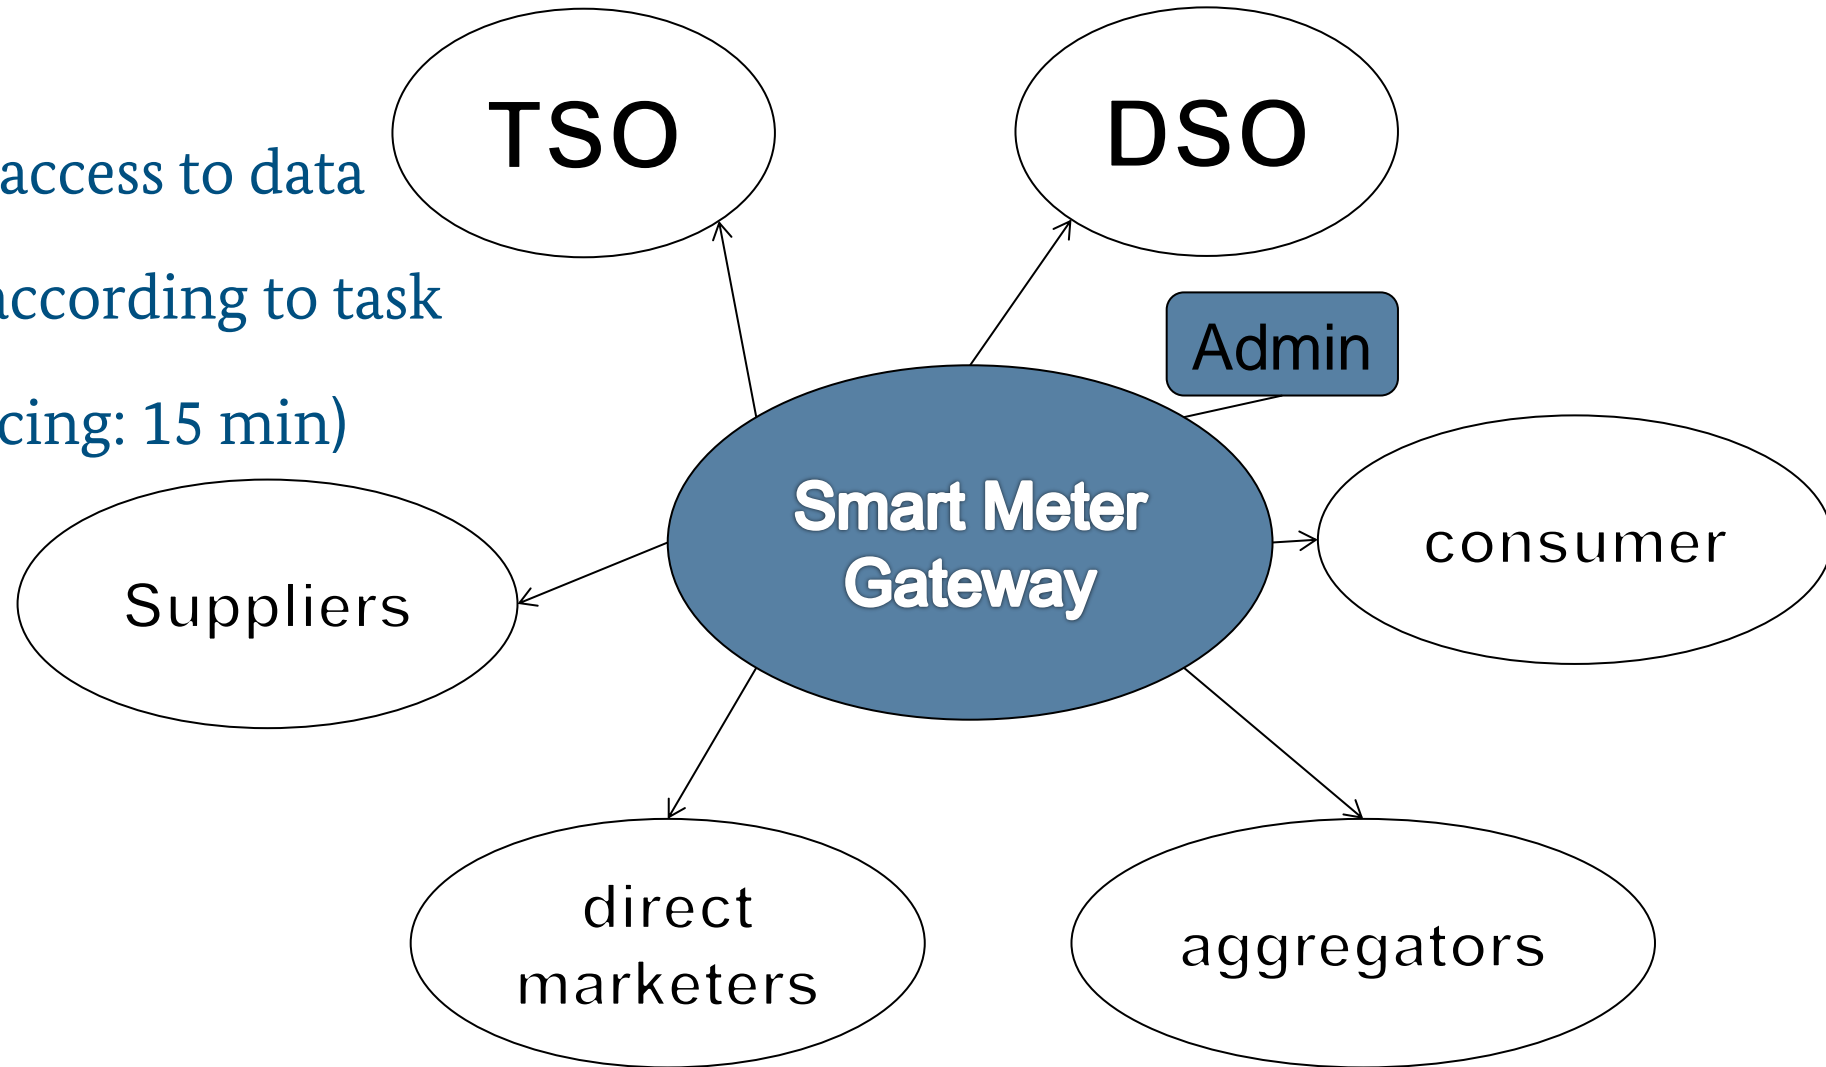 TSO
DSO
access to data
according to task
cing: 15 min)
Admin
Smart Meter
Gateway
consumer
Suppliers
direct
marketers
aggregators